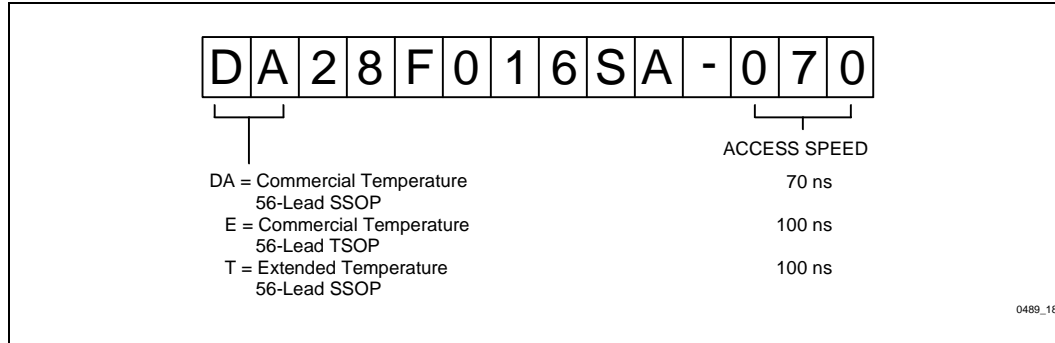 DA28F016SA-070
ACCESS SPEED
DA = Commercial Temperature 70 ns
56-Lead SSOP
E = Commercial Temperature 100 ns
56-Lead TSOP
T = Extended Temperature 100 ns
56-Lead SSOP
0489_18